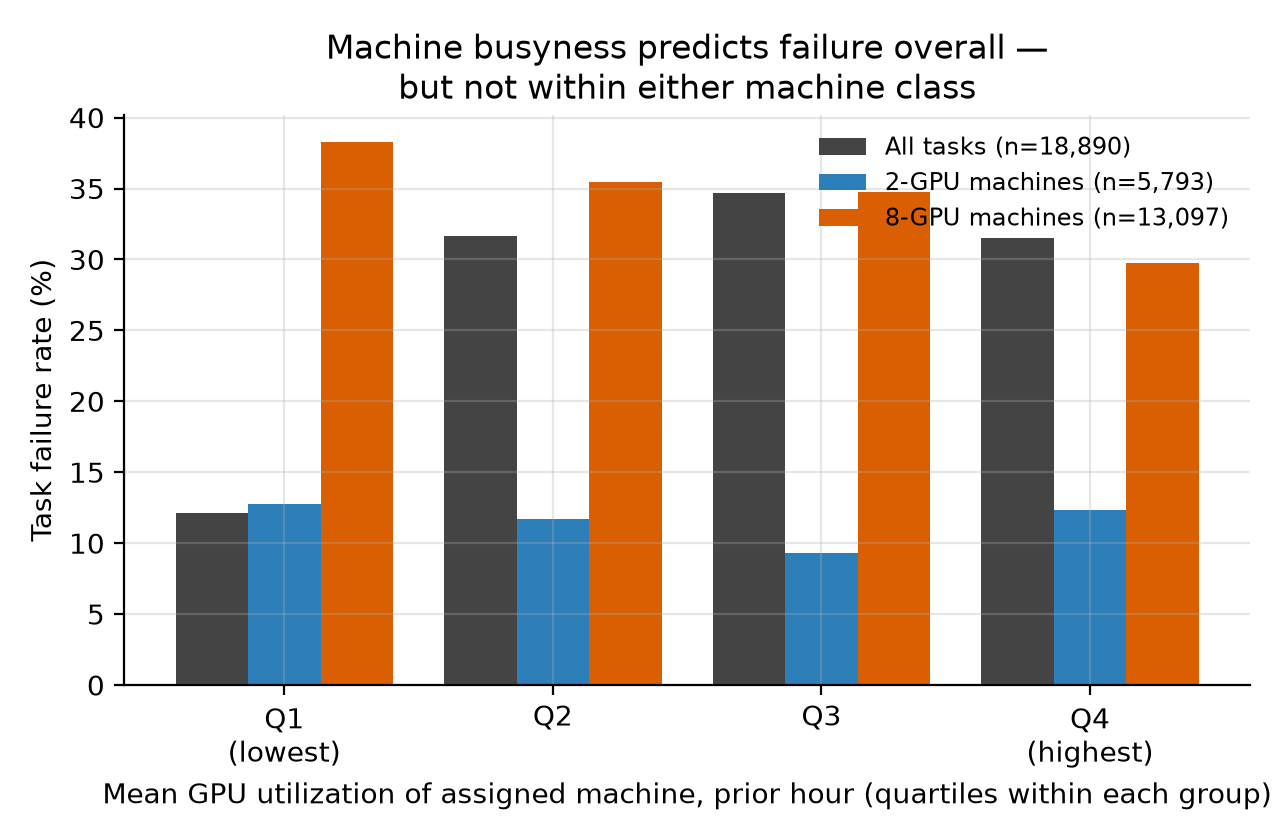 Machine busyness predicts failure overall —
but not within either machine class
All tasks (n=18,890)
2-GPU machines (n=5,793)
8-GPU machines (n=13,097)
Task failure rate (%)
40
35
30
25
20
15
10
5
0
Q1
(lowest)
Q2
Q3
Q4
(highest)
Mean GPU utilization of assigned machine, prior hour (quartiles within each group)